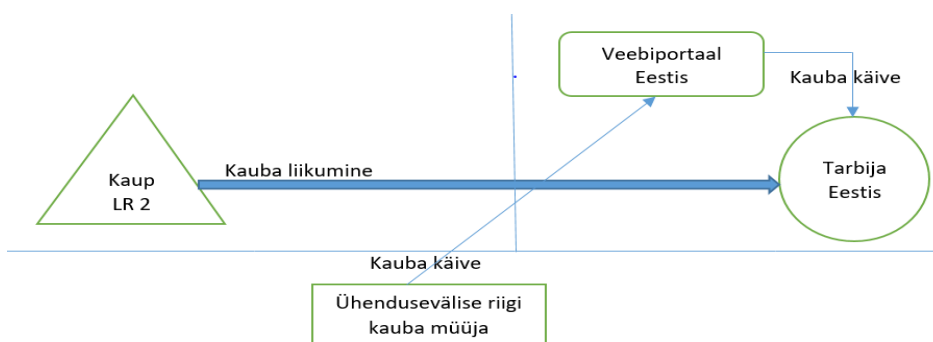 Veebiportaal
Eestis
Kauba käive
Kaup
LR 2
Kauba liikumine
Tarbija
Eestis
Kauba käive
Ühendusevälise riigi
kauba müüja